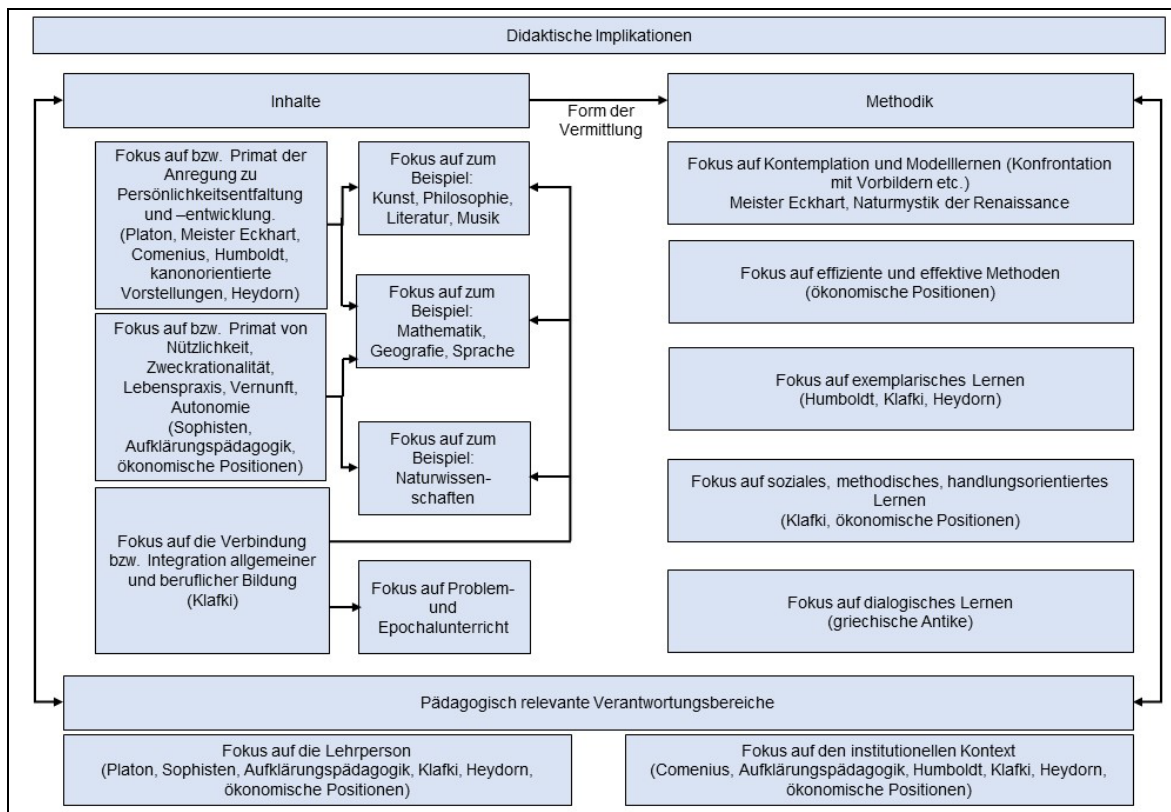 Didaktische Implikationen
Inhalte
Form der
Vermittlung
Methodik
Fokus auf bzw. Primat der
Anregung zu
Persönlichkeitsentfaltung
und –entwicklung.
(Platon, Meister Eckhart,
Comenius, Humboldt,
kanonorientierte
Vorstellungen, Heydorn)
Fokus auf bzw. Primat von
Nützlichkeit,
Zweckrationalität,
Lebenspraxis, Vernunft,
Autonomie
(Sophisten,
Aufklärungspädagogik,
ökonomische Positionen)
Fokus auf die Verbindung
bzw. Integration allgemeiner
und beruflicher Bildung
(Klafki)
Fokus auf zum
Beispiel:
Kunst, Philosophie,
Literatur, Musik
Fokus auf zum
Beispiel:
Mathematik,
Geografie, Sprache
Fokus auf zum
Beispiel:
Naturwissen-
schaften
Fokus auf Problem-
und
Epochalunterricht
Fokus auf Kontemplation und Modelllernen (Konfrontation
mit Vorbildern etc.)
Meister Eckhart, Naturmystik der Renaissance
Fokus auf effiziente und effektive Methoden
(ökonomische Positionen)
Fokus auf exemplarisches Lernen
(Humboldt, Klafki, Heydorn)
Fokus auf soziales, methodisches, handlungsorientiertes
Lernen
(Klafki, ökonomische Positionen)
Fokus auf dialogisches Lernen
(griechische Antike)
Pädagogisch relevante Verantwortungsbereiche
Fokus auf die Lehrperson
(Platon, Sophisten, Aufklärungspädagogik, Klafki, Heydorn,
ökonomische Positionen)
Fokus auf den institutionellen Kontext
(Comenius, Aufklärungspädagogik, Humboldt, Klafki, Heydorn,
ökonomische Positionen)